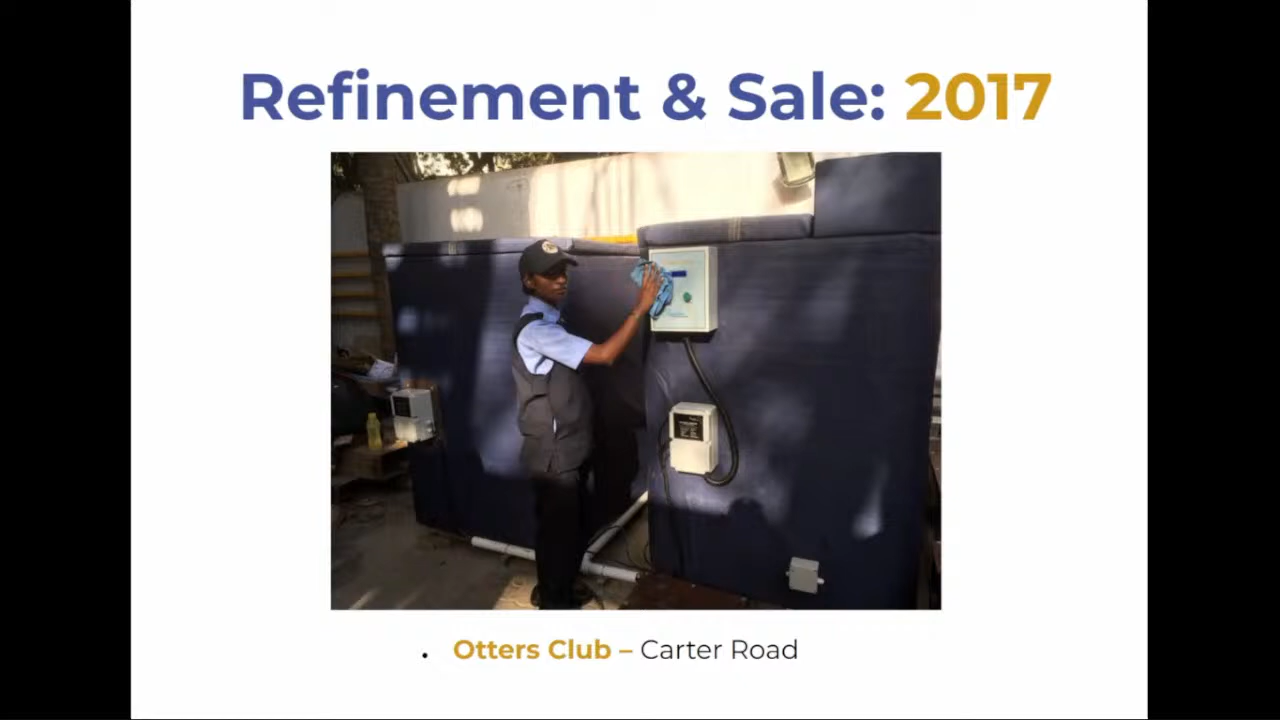 Refinement & Sale: 2017
• Otters Club – Carter Road